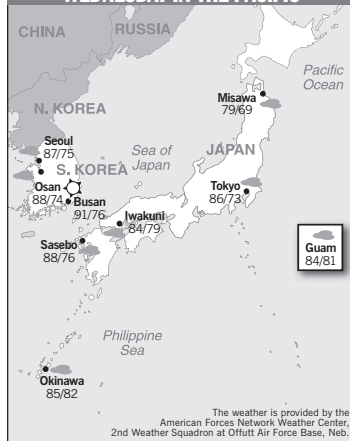 WEDNESDAY IN THE PACIFIC
CHINA
RUSSIA
Pacific
Ocean
N. KOREA
Misawa
79/69
Seoul
87/75
Sea of
Japan
JAPAN
S. KOREA
Osan
88/74
Tokyo
86/73
Busan
91/76
Iwakuni
84/79
Sasebo
88/76
Guam
84/81
Philippine
Sea
Okinawa
85/82
The weather is provided by the
American Forces Network Weather Center,
2nd Weather Squadron at Offutt Air Force Base, Neb.